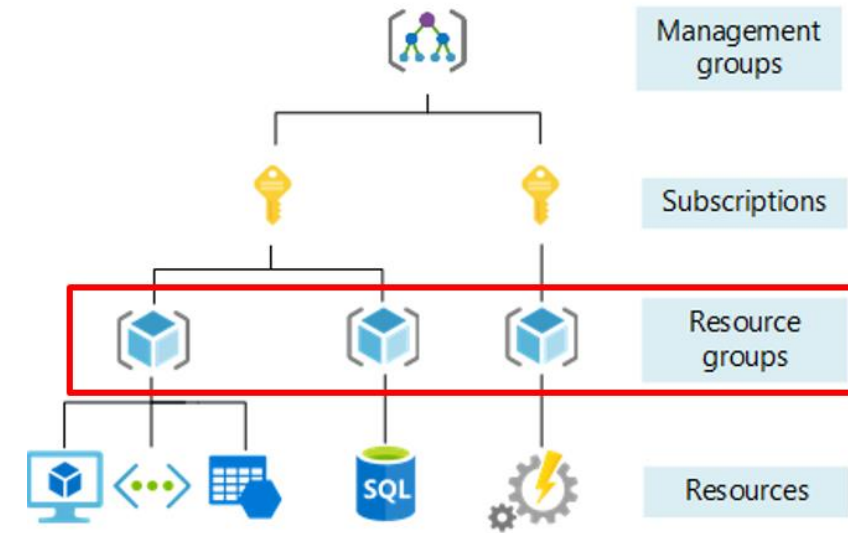 Management
groups
Subscriptions
Resource
groups
SQL
Resources